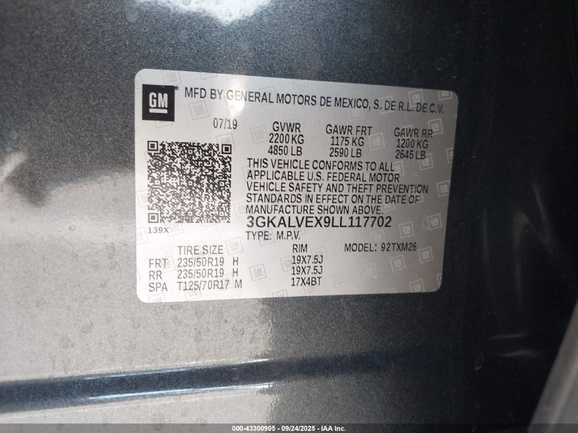 GM
MFD BY GENERAL MOTORS DE MEXICO, S. DE R.L. DE C.V.
07/19 GVWR GAWR FRT GAWR RR
2200 KG 1175 KG 1200 KG
4850 LB 2590 LB 2645 LB
THIS VEHICLE CONFORMS TO ALL
APPLICABLE U.S. FEDERAL MOTOR
VEHICLE SAFETY AND THEFT PREVENTION
STANDARDS IN EFFECT ON THE DATE
OF MANUFACTURE SHOWN ABOVE.
139X 3GKALVEX9LL117702
TYPE: M.P.V. MODEL: 92TXM26
TIRE SIZE RIM
FRT 235/50R19 H 19X7.5J
RR 235/50R19 H 19X7.5J
SPA T125/70R17 M 17X4BT
000-43300905 - 09/24/2025 - IAA Inc.